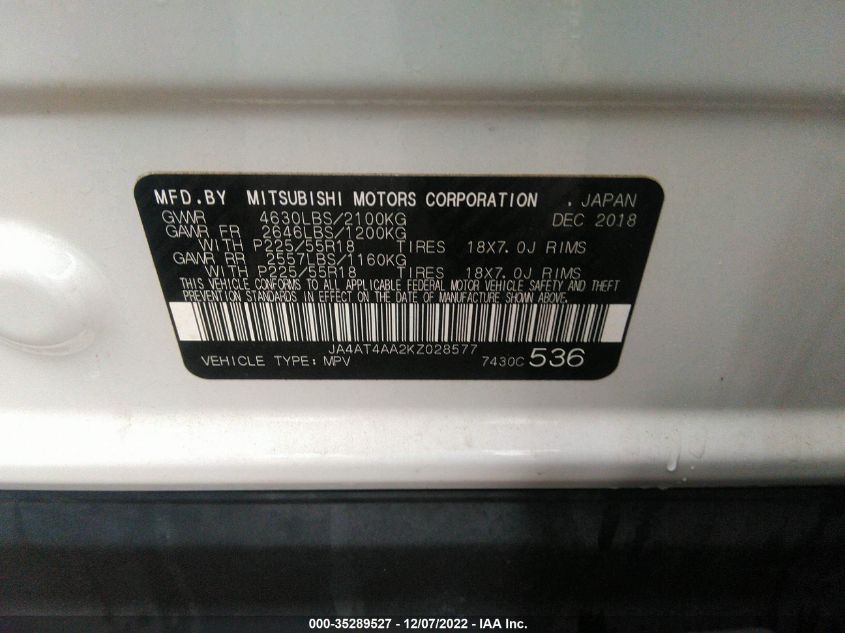 MFD.BY MITSUBISHI MOTORS CORPORATION . JAPAN
GVWR 4630LBS/2100KG DEC 2018
GAWR FR 2646LBS/1200KG
WITH P225/55R18 TIRES 18X7.0J RIMS
GAWR RR 2557LBS/1160KG
WITH P225/55R18 TIRES 18X7.0J RIMS
THIS VEHICLE CONFORMS TO ALL APPLICABLE FEDERAL MOTOR VEHICLE SAFETY AND THEFT
PREVENTION STANDARDS IN EFFECT ON THE DATE OF MANUFACTURE SHOWN ABOVE.
JA4AT4AA2KZ028577
VEHICLE TYPE: MPV 7430C 536
000-35289527 - 12/07/2022 - IAA Inc.